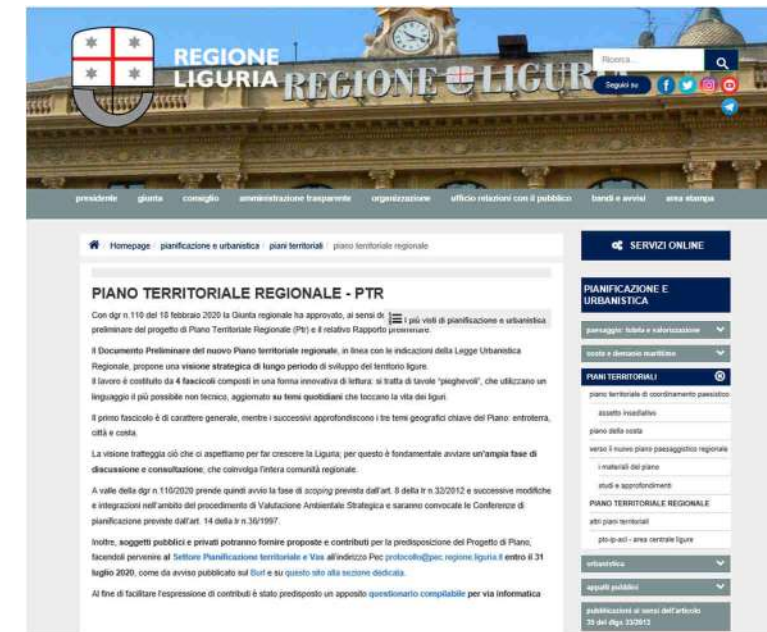 REGIONE
LIGURIA
REGIONE LIGUR
Ricerca...
Seguici su
presidente giunta consiglio amministrazione trasparente organizzazione ufficio relazioni con il pubblico bandi e avvisi area stampa
Homepage / pianificazione e urbanistica / piani territoriali / piano territoriale regionale
PIANO TERRITORIALE REGIONALE - PTR
Con dgr n.110 del 18 febbraio 2020 la Giunta regionale ha approvato, ai sensi de
I più visti di pianificazione e urbanistica
preliminare del progetto di Piano Territoriale Regionale (Ptr) e il relativo Rapporto preliminare.
Il Documento Preliminare del nuovo Piano territoriale regionale, in linea con le indicazioni della Legge Urbanistica
Regionale, propone una visione strategica di lungo periodo di sviluppo del territorio ligure.
Il lavoro è costituito da 4 fascicoli composti in una forma innovativa di lettura: si tratta di tavole "pieghevoli", che utilizzano un
linguaggio il più possibile non tecnico, aggiornato su temi quotidiani che toccano la vita dei liguri.
Il primo fascicolo è di carattere generale, mentre i successivi approfondiscono i tre temi geografici chiave del Piano: entroterra,
città e costa.
La visione tratteggia ciò che ci aspettiamo per far crescere la Liguria; per questo è fondamentale avviare un'ampia fase di
discussione e consultazione, che coinvolga l'intera comunità regionale.
A valle della dgr n.110/2020 prende quindi avvio la fase di scoping prevista dall'art. 8 della lr n.32/2012 e successive modifiche
e integrazioni nell'ambito del procedimento di Valutazione Ambientale Strategica e saranno convocate le Conferenze di
pianificazione previste dall'art. 14 della lr n.36/1997.
Inoltre, soggetti pubblici e privati potranno fornire proposte e contributi per la predisposizione del Progetto di Piano,
facendoli pervenire al Settore Pianificazione territoriale e Vas all'indirizzo Pec protocollo@pec.regione.liguria.it entro il 31
luglio 2020, come da avviso pubblicato sul Burl e su questo sito alla sezione dedicata.
Al fine di facilitare l'espressione di contributi è stato predisposto un apposito questionario compilabile per via informatica
SERVIZI ONLINE
PIANIFICAZIONE E
URBANISTICA
paesaggio: tutela e valorizzazione
costa e demanio marittimo
PIANI TERRITORIALI
piano territoriale di coordinamento paesistico
assetto insediativo
piano della costa
verso il nuovo piano paesaggistico regionale
i materiali del piano
studi e approfondimenti
PIANO TERRITORIALE REGIONALE
altri piani territoriali
pto-ip-acl - area centrale ligure
urbanistica
appalti pubblici
pubblicazioni ai sensi dell'articolo
39 del dlgs 33/2013